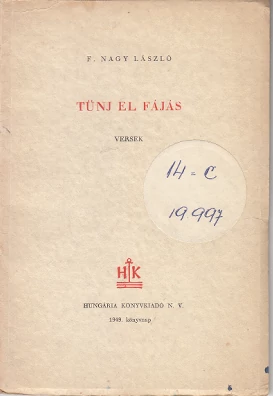 F. NAGY LÁSZLÓ
TŰNJ EL FÁJÁS
VERSEK
14 = C
19997
HK
HUNGÁRIA KÖNYVKIADÓ N. V.
1949. könyvnap